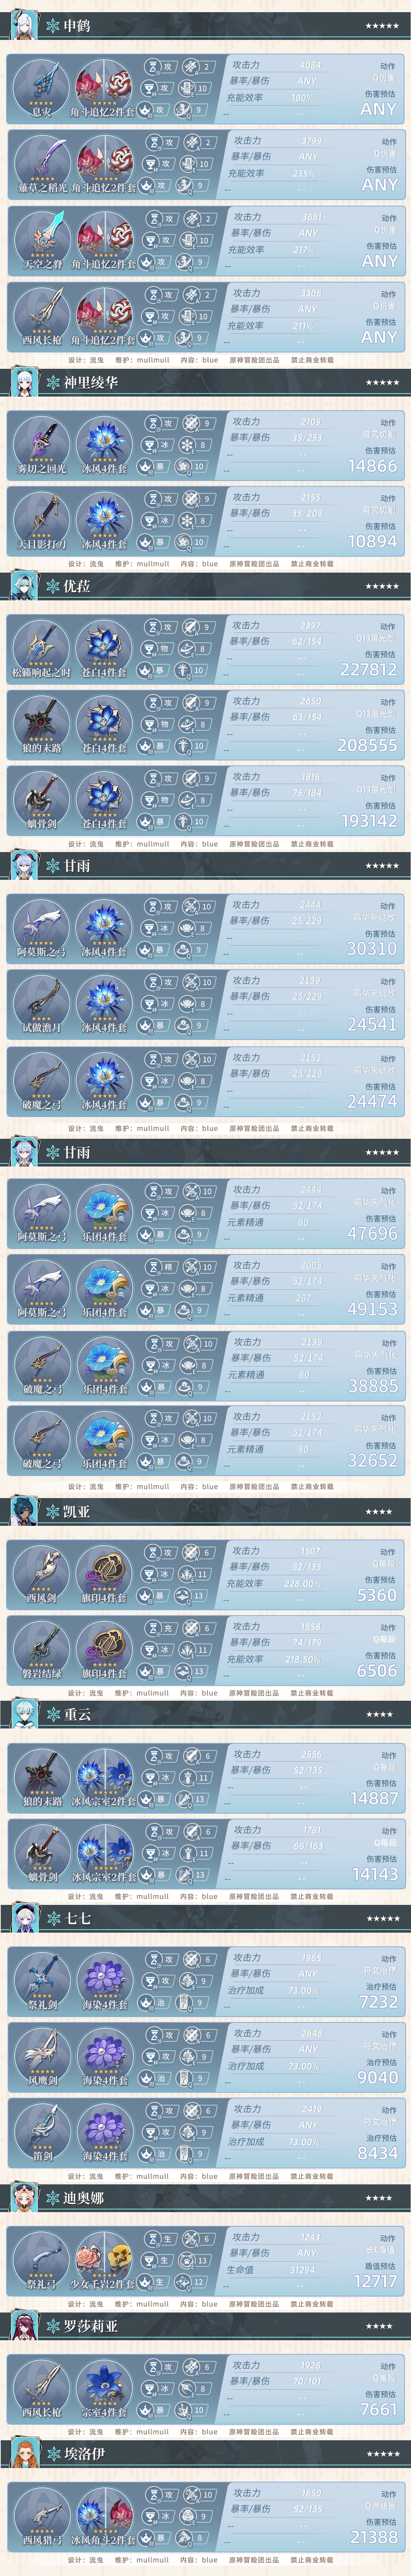 申鹤
★★★★★
息灾 角斗追忆2件套 攻 2 攻 10 攻 9
攻击力 4084 动作
暴率/暴伤 ANY Q伤害
充能效率 180% 伤害预估
-- -- ANY
薙草之稻光 角斗追忆2件套 攻 2 攻 10 攻 9
攻击力 3799 动作
暴率/暴伤 ANY Q伤害
充能效率 235% 伤害预估
-- -- ANY
天空之脊 角斗追忆2件套 攻 2 攻 10 攻 9
攻击力 3681 动作
暴率/暴伤 ANY Q伤害
充能效率 217% 伤害预估
-- -- ANY
西风长枪 角斗追忆2件套 攻 2 攻 10 攻 9
攻击力 3306 动作
暴率/暴伤 ANY Q伤害
充能效率 211% 伤害预估
-- -- ANY
设计：流鬼 维护：mullmull 内容：blue 原神冒险团出品 禁止商业转载
神里绫华
★★★★★
雾切之回光 冰风4件套 攻 9 冰 8 暴 10
攻击力 2105 动作
暴率/暴伤 35/253 霜灭切割
-- -- 伤害预估
-- -- 14866
天目影打刀 冰风4件套 攻 9 冰 8 暴 10
攻击力 2155 动作
暴率/暴伤 35/209 霜灭切割
-- -- 伤害预估
-- -- 10894
设计：流鬼 维护：mullmull 内容：blue 原神冒险团出品 禁止商业转载
优菈
★★★★★
松籁响起之时 苍白4件套 攻 9 物 8 暴 10
攻击力 2397 动作
暴率/暴伤 62/154 Q13层光剑
-- -- 伤害预估
-- -- 227812
狼的末路 苍白4件套 攻 9 物 8 暴 10
攻击力 2650 动作
暴率/暴伤 63/154 Q13层光剑
-- -- 伤害预估
-- -- 208555
螭骨剑 苍白4件套 攻 9 物 8 暴 10
攻击力 1816 动作
暴率/暴伤 75/184 Q13层光剑
-- -- 伤害预估
-- -- 193142
设计：流鬼 维护：mullmull 内容：blue 原神冒险团出品 禁止商业转载
甘雨
★★★★★
阿莫斯之弓 冰风4件套 攻 10 冰 8 暴 9
攻击力 2444 动作
暴率/暴伤 25/229 霜华矢绽放
-- -- 伤害预估
-- -- 30310
试做澹月 冰风4件套 攻 10 冰 8 暴 9
攻击力 2139 动作
暴率/暴伤 25/229 霜华矢绽放
-- -- 伤害预估
-- -- 24541
破魔之弓 冰风4件套 攻 10 冰 8 暴 9
攻击力 2152 动作
暴率/暴伤 25/229 霜华矢绽放
-- -- 伤害预估
-- -- 24474
设计：流鬼 维护：mullmull 内容：blue 原神冒险团出品 禁止商业转载
甘雨
★★★★★
阿莫斯之弓 乐团4件套 攻 10 冰 8 暴 9
攻击力 2444 动作
暴率/暴伤 52/174 霜华矢融化
元素精通 80 伤害预估
-- -- 47696
阿莫斯之弓 乐团4件套 精 10 冰 8 暴 9
攻击力 2005 动作
暴率/暴伤 52/174 霜华矢融化
元素精通 267 伤害预估
-- -- 49153
破魔之弓 乐团4件套 攻 10 冰 8 暴 9
攻击力 2139 动作
暴率/暴伤 52/174 霜华矢融化
元素精通 80 伤害预估
-- -- 38885
破魔之弓 乐团4件套 攻 10 冰 8 暴 9
攻击力 2152 动作
暴率/暴伤 52/174 霜华矢融化
元素精通 80 伤害预估
-- -- 32652
设计：流鬼 维护：mullmull 内容：blue 原神冒险团出品 禁止商业转载
凯亚
★★★★
西风剑 旗印4件套 攻 6 冰 11 暴 13
攻击力 1507 动作
暴率/暴伤 52/135 Q每段
充能效率 228.00% 伤害预估
-- -- 5360
磐岩结绿 旗印4件套 充 6 冰 11 暴 13
攻击力 1558 动作
暴率/暴伤 74/179 Q每段
充能效率 218.50% 伤害预估
-- -- 6506
设计：流鬼 维护：mullmull 内容：blue 原神冒险团出品 禁止商业转载
重云
★★★★
狼的末路 冰风宗室2件套 攻 6 冰 11 暴 13
攻击力 2556 动作
暴率/暴伤 52/135 Q每段
-- -- 伤害预估
-- -- 14887
螭骨剑 冰风宗室2件套 攻 6 冰 11 暴 13
攻击力 1781 动作
暴率/暴伤 66/163 Q每段
-- -- 伤害预估
-- -- 14143
设计：流鬼 维护：mullmull 内容：blue 原神冒险团出品 禁止商业转载
七七
★★★★★
祭礼剑 海染4件套 攻 6 攻 9 治 9
攻击力 1965 动作
暴率/暴伤 ANY 符文治疗
治疗加成 73.00% 治疗预估
-- -- 7232
风鹰剑 海染4件套 攻 6 攻 9 治 9
攻击力 2648 动作
暴率/暴伤 ANY 符文治疗
治疗加成 73.00% 治疗预估
-- -- 9040
笛剑 海染4件套 攻 6 攻 9 治 9
攻击力 2419 动作
暴率/暴伤 ANY 符文治疗
治疗加成 73.00% 治疗预估
-- -- 8434
设计：流鬼 维护：mullmull 内容：blue 原神冒险团出品 禁止商业转载
迪奥娜
★★★★
祭礼弓 少女千岩2件套 生 6 生 13 生 12
攻击力 1243 动作
暴率/暴伤 ANY 长E盾值
生命值 31294 盾值预估
-- -- 12717
设计：流鬼 维护：mullmull 内容：blue 原神冒险团出品 禁止商业转载
罗莎莉亚
★★★★
西风长枪 宗室4件套 攻 6 冰 9 暴 10
攻击力 1926 动作
暴率/暴伤 70/101 Q每段
-- -- 伤害预估
-- -- 7661
设计：流鬼 维护：mullmull 内容：blue 原神冒险团出品 禁止商业转载
埃洛伊
★★★★★
西风猎弓 冰风角斗2件套 攻 10 冰 9 暴 8
攻击力 1650 动作
暴率/暴伤 52/135
-- -- 伤害预估
-- -- 21388
设计：流鬼 维护：mullmull 内容：blue 原神冒险团出品 禁止商业转载